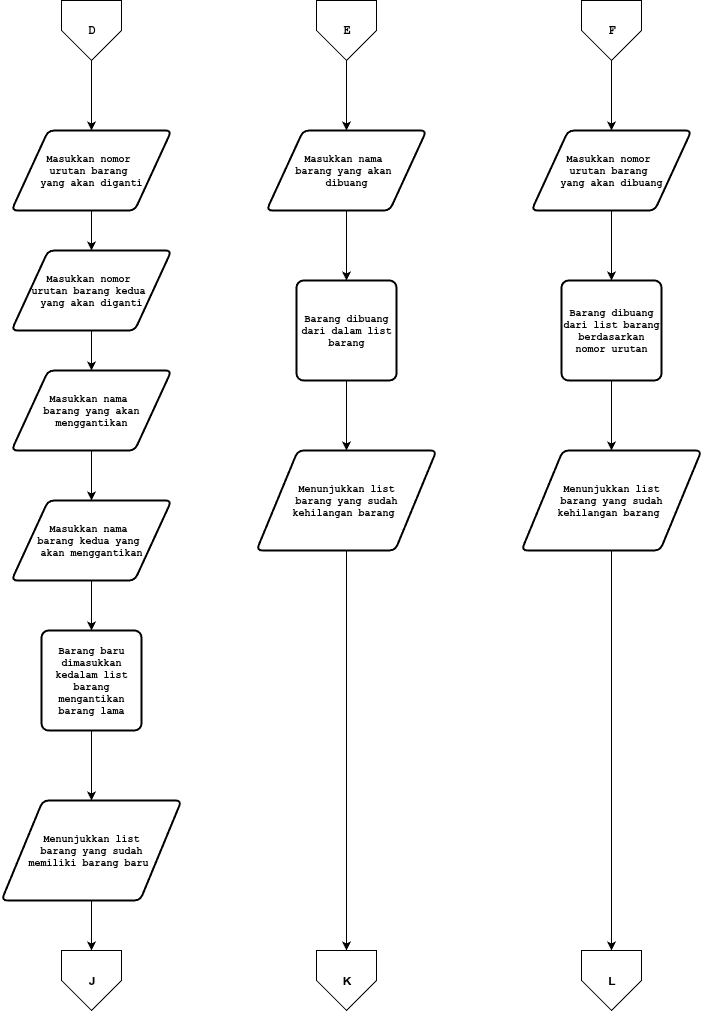 D
Masukkan nomor
urutan barang
yang akan diganti
Masukkan nomor
urutan barang kedua
yang akan diganti
Masukkan nama
barang yang akan
menggantikan
Masukkan nama
barang kedua yang
akan menggantikan
Barang baru
dimasukkan
kedalam list
barang
mengantikan
barang lama
Menunjukkan list
barang yang sudah
memiliki barang baru
J
E
Masukkan nama
barang yang akan
dibuang
Barang dibuang
dari dalam list
barang
Menunjukkan list
barang yang sudah
kehilangan barang
K
F
Masukkan nomor
urutan barang
yang akan dibuang
Barang dibuang
dari list barang
berdasarkan
nomor urutan
Menunjukkan list
barang yang sudah
kehilangan barang
L